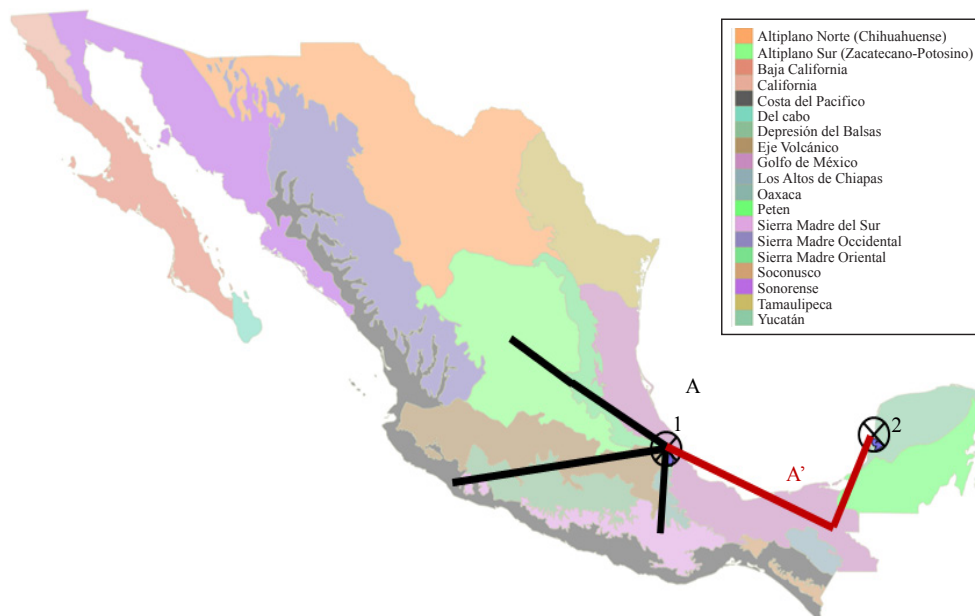 Altiplano Norte (Chihuahuense)
Altiplano Sur (Zacatecano-Potosino)
Baja California
California
Costa del Pacifico
Del cabo
Depresión del Balsas
Eje Volcánico
Golfo de México
Los Altos de Chiapas
Oaxaca
Peten
Sierra Madre del Sur
Sierra Madre Occidental
Sierra Madre Oriental
Soconusco
Sonorense
Tamaulipeca
Yucatán
A
1
2
A'